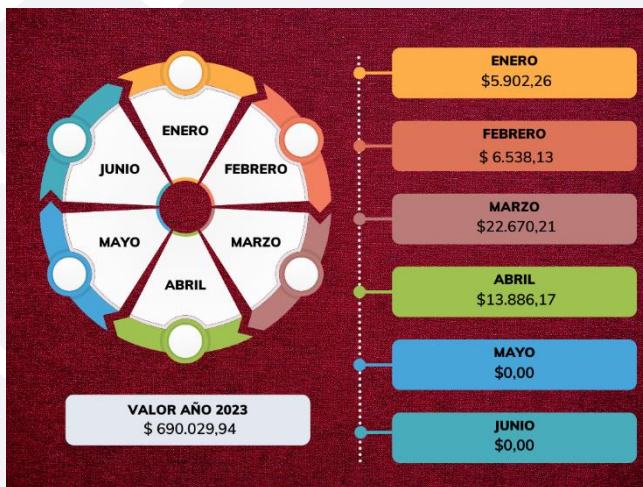 ENERO
JUNIO
FEBRERO
MAYO
MARZO
ABRIL
VALOR AÑO 2023
$ 690.029,94
ENERO
$5.902,26
FEBRERO
$ 6.538,13
MARZO
$22.670,21
ABRIL
$13.886,17
MAYO
$0,00
JUNIO
$0,00